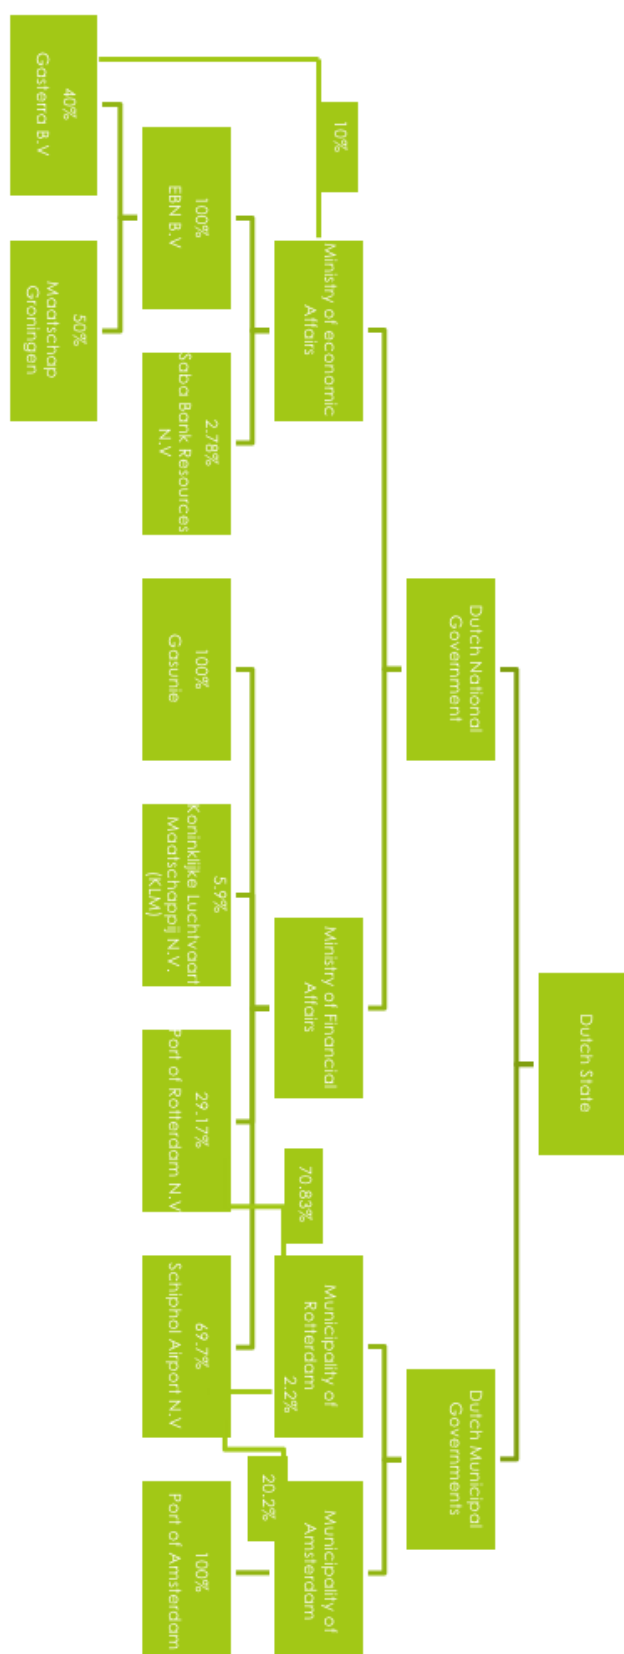 Dutch State
Dutch National
Government
Dutch Municipal
Governments
Ministry of economic
Affairs
Ministry of Financial
Affairs
Municipality of
Rotterdam
2.2%
Municipality of
Amsterdam
10%
70.83%
20.2%
100%
EBN B.V
2.78%
Saba Bank Resources
N.V
100%
Gasunie
5.9%
Koninklijke Luchtvaart
Maatschappij N.V.
(KLM)
29.17%
Port of Rotterdam N.V
69.7%
Schiphol Airport N.V
100%
Port of Amsterdam
40%
Gasterra B.V
50%
Maatschap
Groningen